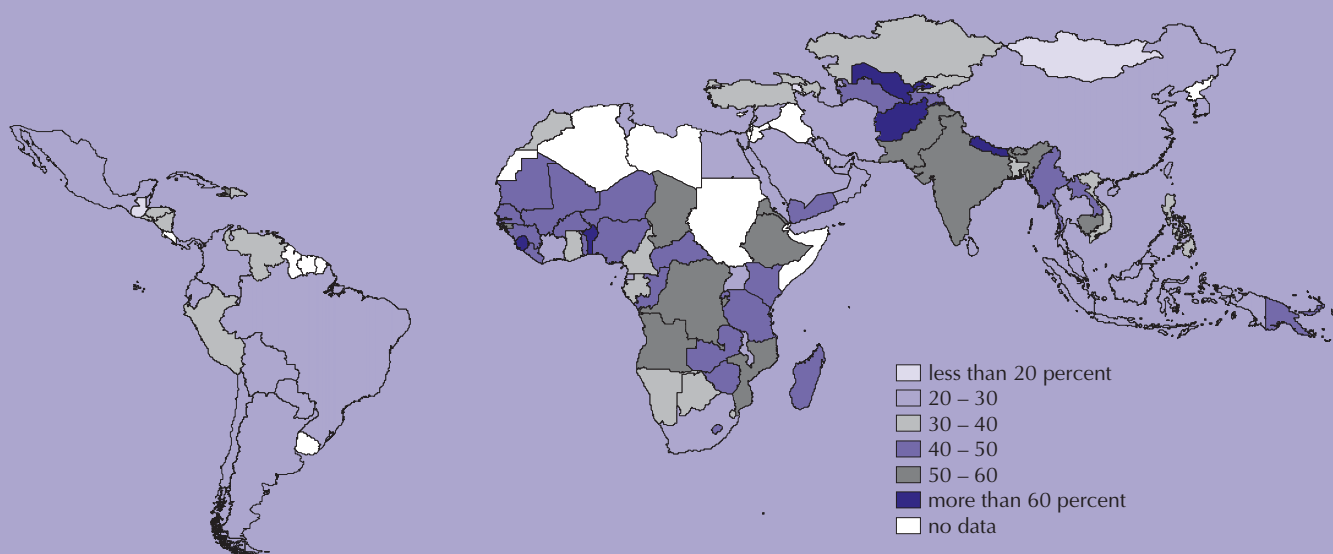 less than 20 percent
20 – 30
30 – 40
40 – 50
50 – 60
more than 60 percent
no data